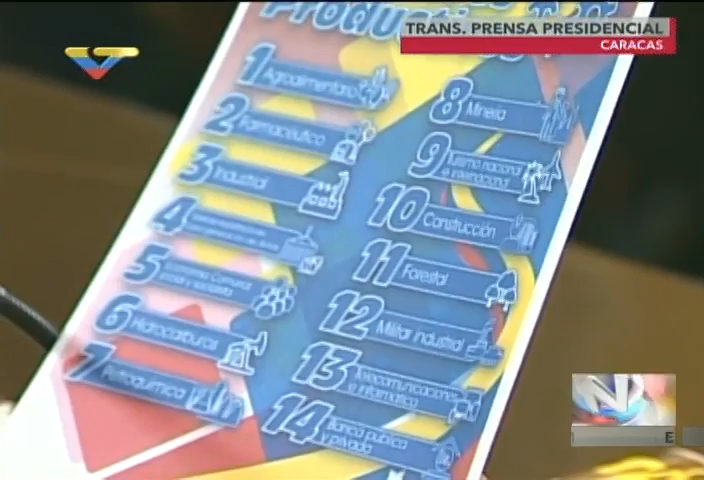 TRANS. PRENSA PRESIDENCIAL
CARACAS
1 Agroalimentario
2 Farmacéutico
3 Industrial
4
5 Economía Comunal
social y socialista
6 Hidrocarburos
7 Petroquímica
8 Minería
9 Turismo nacional
e internacional
10 Construcción
11 Forestal
12 Militar industrial
13 Telecomunicaciones
e informática
14 Banca pública
y privada
N
E